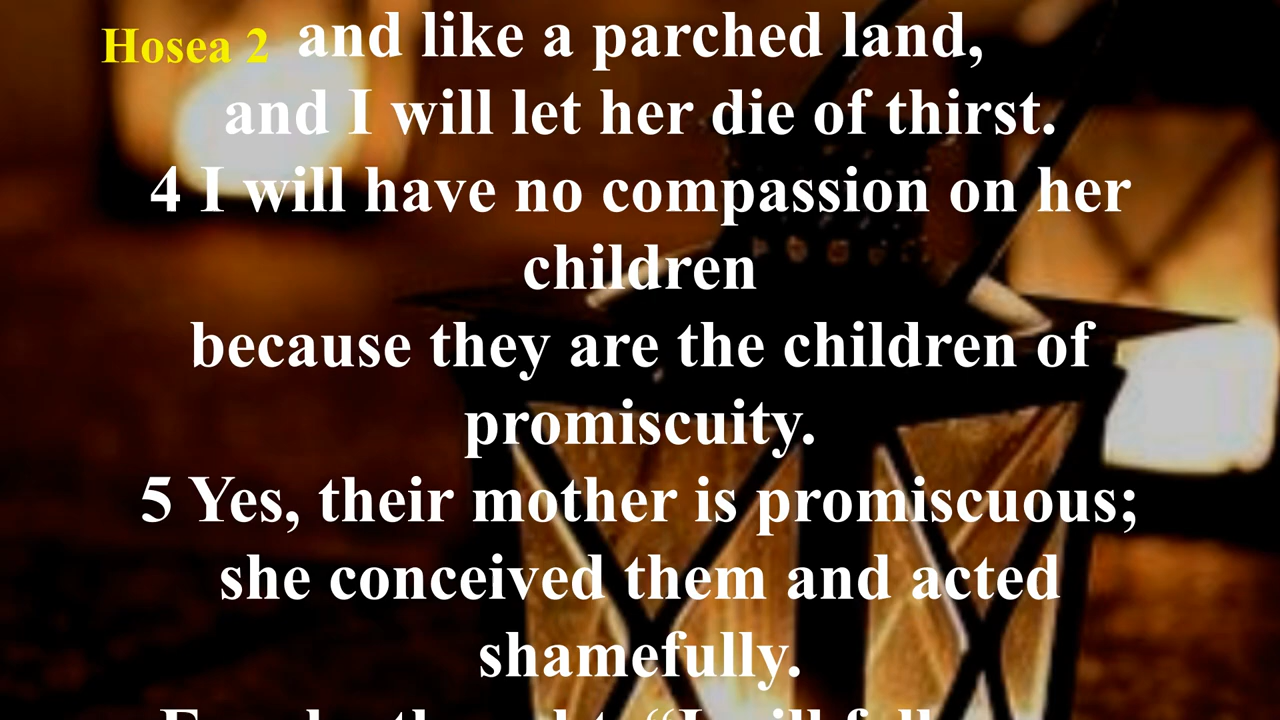 Hosea 2
and like a parched land,
and I will let her die of thirst.
4 I will have no compassion on her
children
because they are the children of
promiscuity.
5 Yes, their mother is promiscuous;
she conceived them and acted
shamefully.
“I will